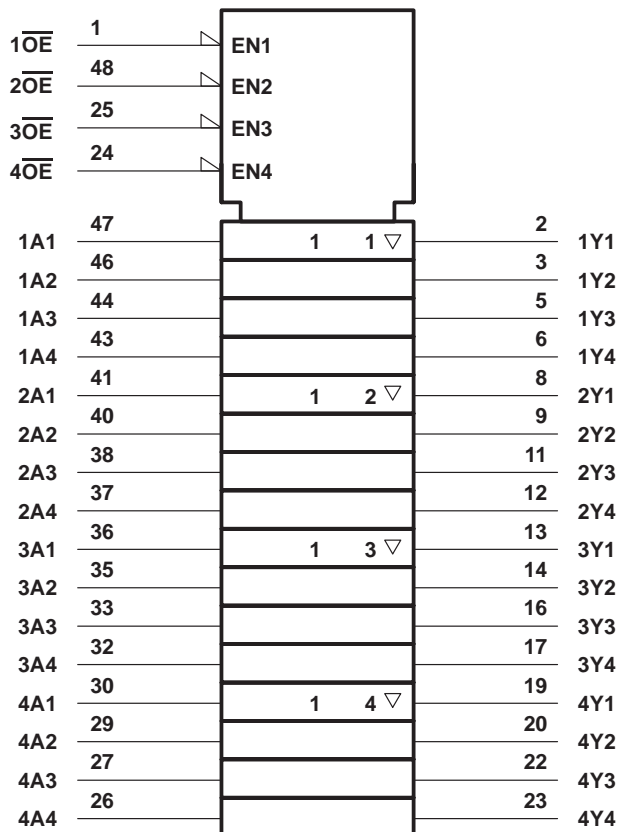 1 1O̅E̅ EN1
48 2O̅E̅ EN2
25 3O̅E̅ EN3
24 4O̅E̅ EN4
1A1 47 1 1 ▽ 2 1Y1
1A2 46 3 1Y2
1A3 44 5 1Y3
1A4 43 6 1Y4
2A1 41 1 2 ▽ 8 2Y1
2A2 40 9 2Y2
2A3 38 11 2Y3
2A4 37 12 2Y4
3A1 36 1 3 ▽ 13 3Y1
3A2 35 14 3Y2
3A3 33 16 3Y3
3A4 32 17 3Y4
4A1 30 1 4 ▽ 19 4Y1
4A2 29 20 4Y2
4A3 27 22 4Y3
4A4 26 23 4Y4